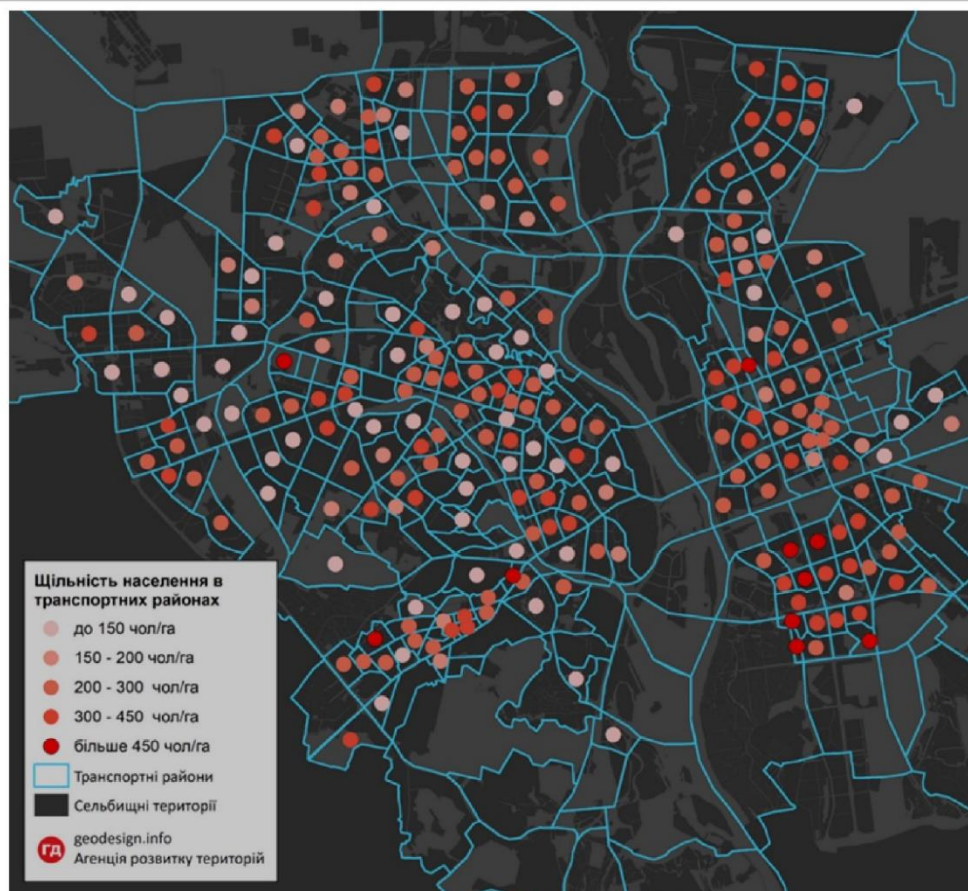 Щільність населення в
транспортних районах
до 150 чол/га
150 - 200 чол/га
200 - 300 чол/га
300 - 450 чол/га
більше 450 чол/га
Транспортні райони
Сельбищні території
ГД
geodesign.info
Агенція розвитку територій